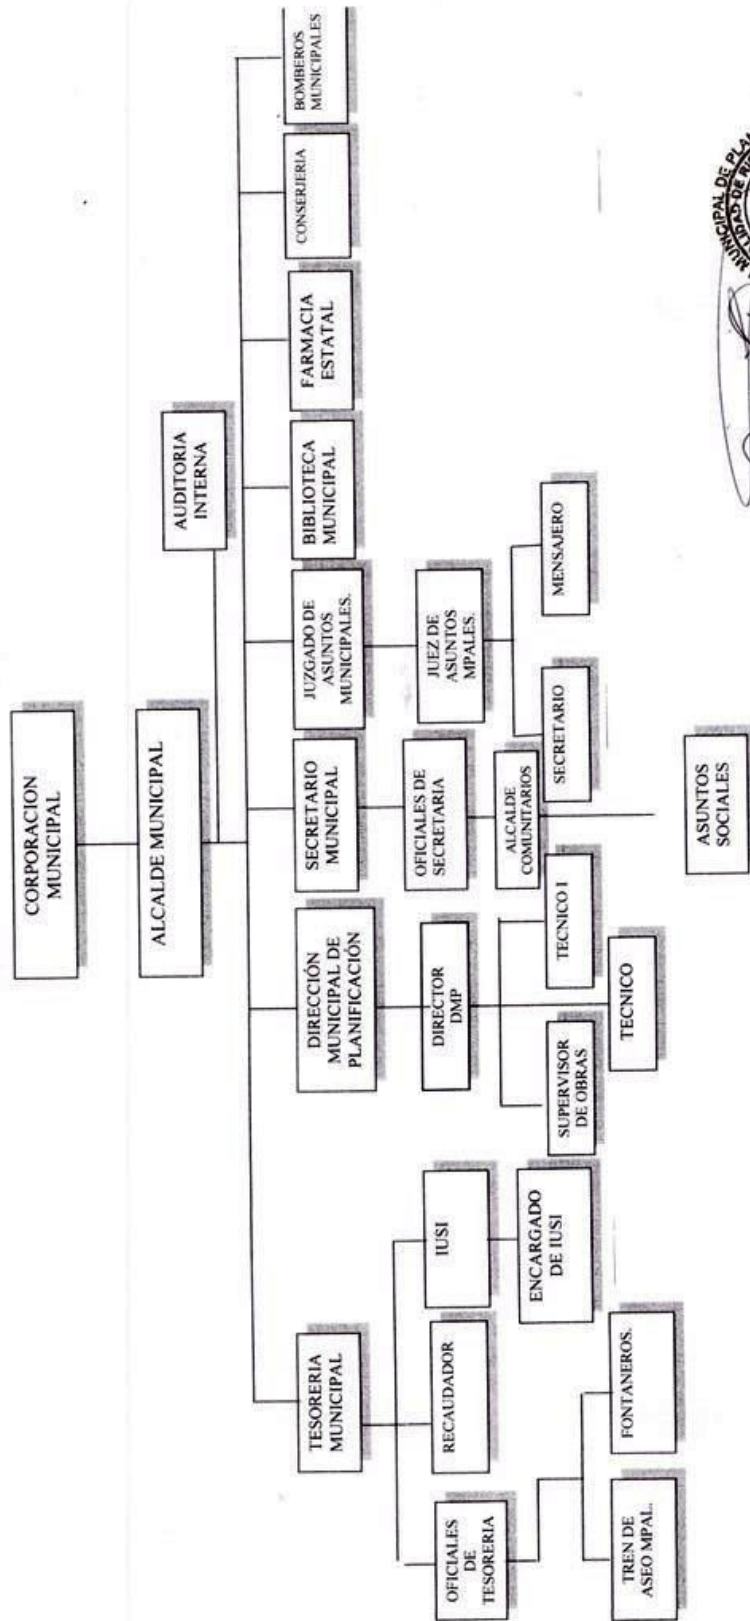 CORPORACION
MUNICIPAL
ALCALDE MUNICIPAL
AUDITORIA
INTERNA
TESORERIA
MUNICIPAL
DIRECCIÓN
MUNICIPAL DE
PLANIFICACIÓN
SECRETARIO
MUNICIPAL
JUZGADO DE
ASUNTOS
MUNICIPALES.
BIBLIOTECA
MUNICIPAL
FARMACIA
ESTATAL
CONSERJERIA
BOMBEROS
MUNICIPALES
OFICIALES
DE
TESORERIA
RECAUDADOR
IUSI
DIRECTOR
DMP
OFICIALES DE
SECRETARIA
JUEZ DE
ASUNTOS
MPALES.
ENCARGADO
DE IUSI
SUPERVISOR
DE OBRAS
TECNICO I
ALCALDE
COMUNITARIOS
SECRETARIO
MENSAJERO
TREN DE
ASEO MPAL.
FONTANEROS.
TECNICO
ASUNTOS
SOCIALES
MUNICIPAL DE